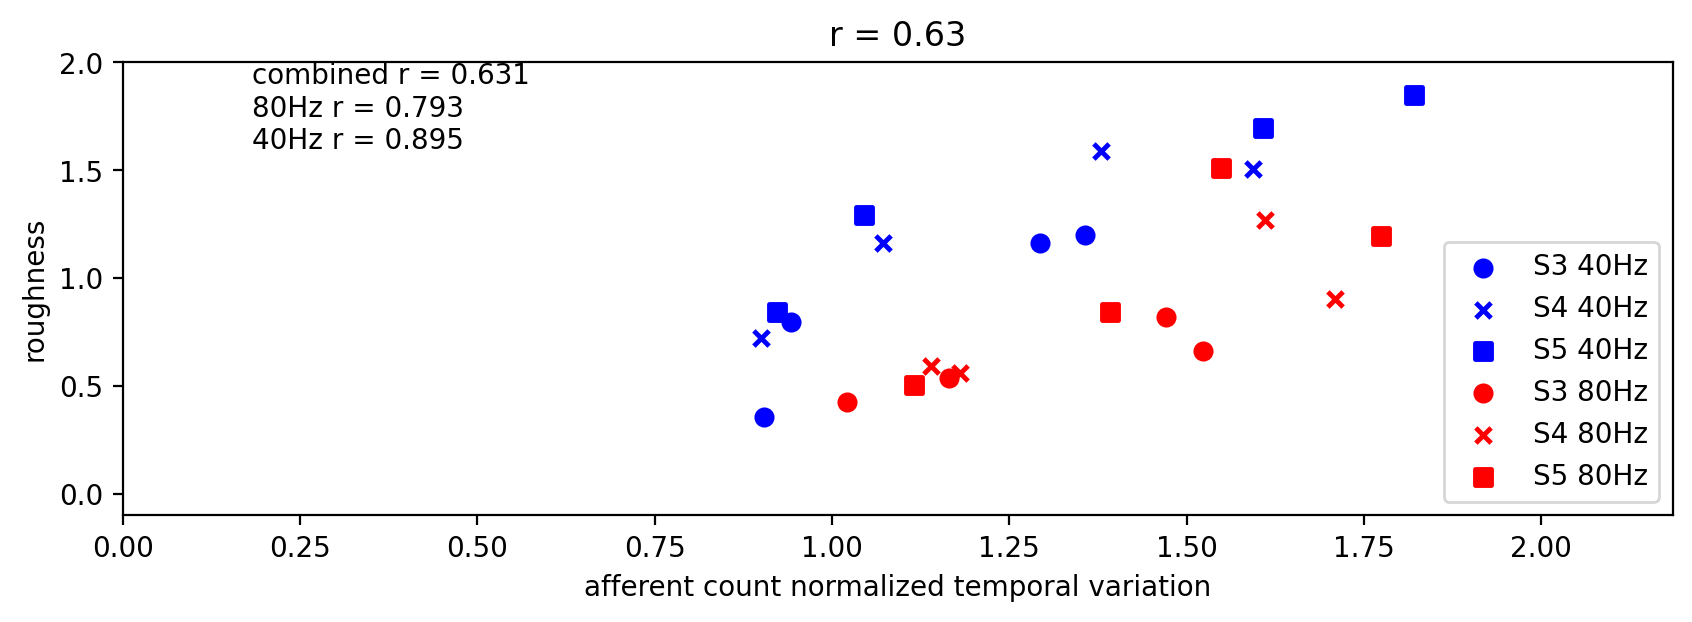 r = 0.63
combined r = 0.631
80Hz r = 0.793
40Hz r = 0.895
2.0
1.5
1.0
0.5
0.0
roughness
S3 40Hz
S4 40Hz
S5 40Hz
S3 80Hz
S4 80Hz
S5 80Hz
0.00 0.25 0.50 0.75 1.00 1.25 1.50 1.75 2.00
afferent count normalized temporal variation